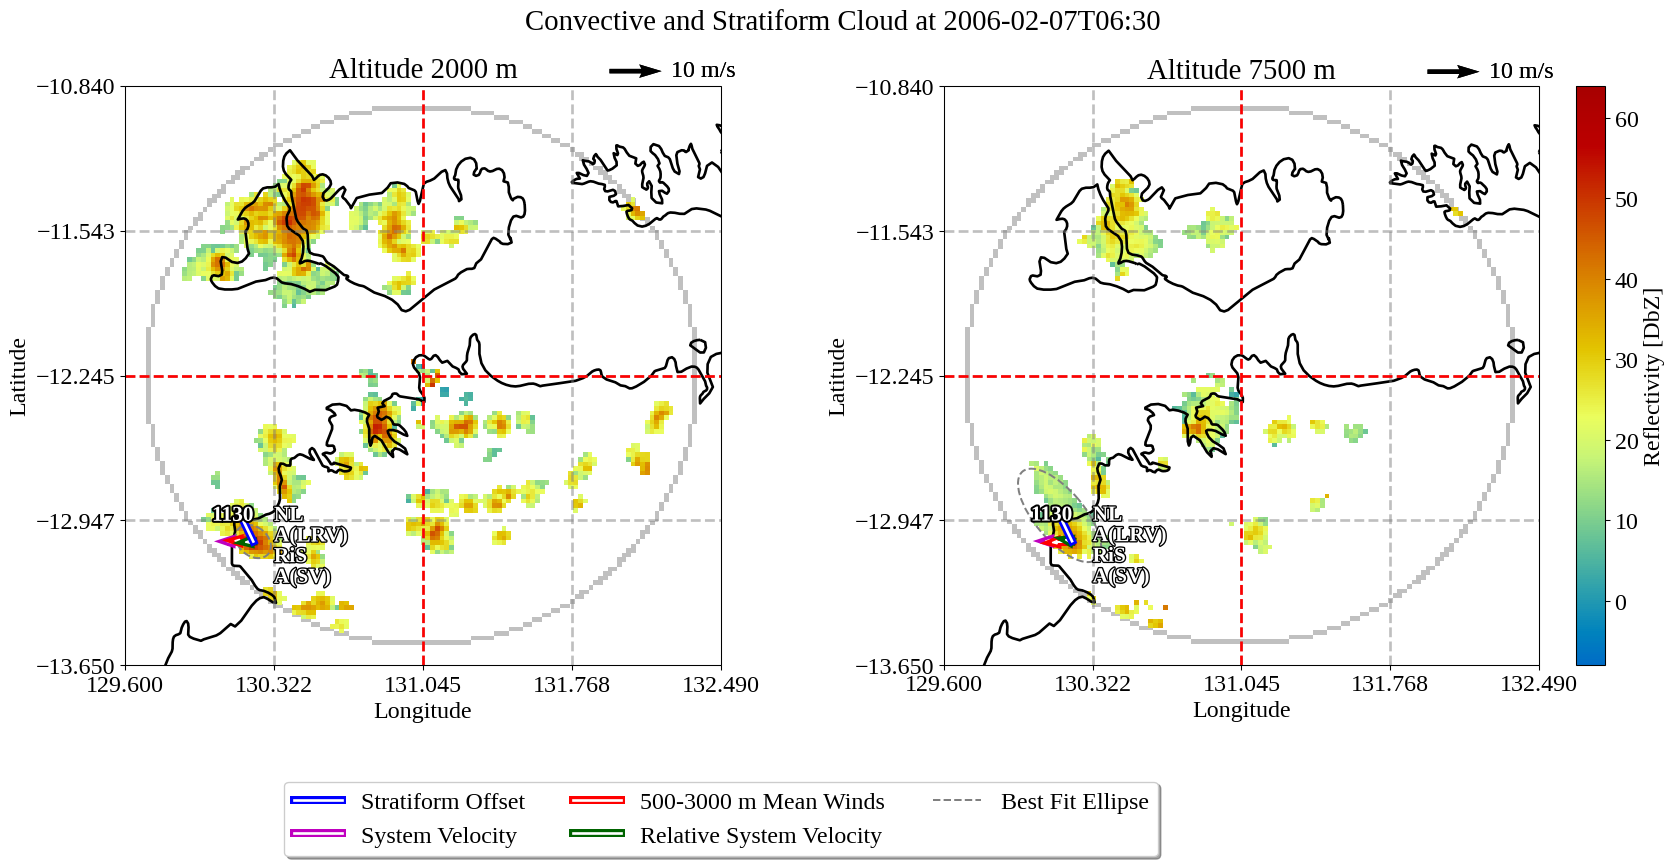 Convective and Stratiform Cloud at 2006-02-07T06:30
Altitude 2000 m
10 m/s
Altitude 7500 m
10 m/s
−10.840
−11.543
−12.245
−12.947
−13.650
Latitude
129.600
130.322
131.045
131.768
132.490
Longitude
1130
NL
A(LRV)
RiS
A(SV)
−10.840
−11.543
−12.245
−12.947
−13.650
Latitude
129.600
130.322
131.045
131.768
132.490
Longitude
1130
NL
A(LRV)
RiS
A(SV)
60
50
40
30
20
10
0
Reflectivity [DbZ]
Stratiform Offset
System Velocity
500-3000 m Mean Winds
Relative System Velocity
Best Fit Ellipse